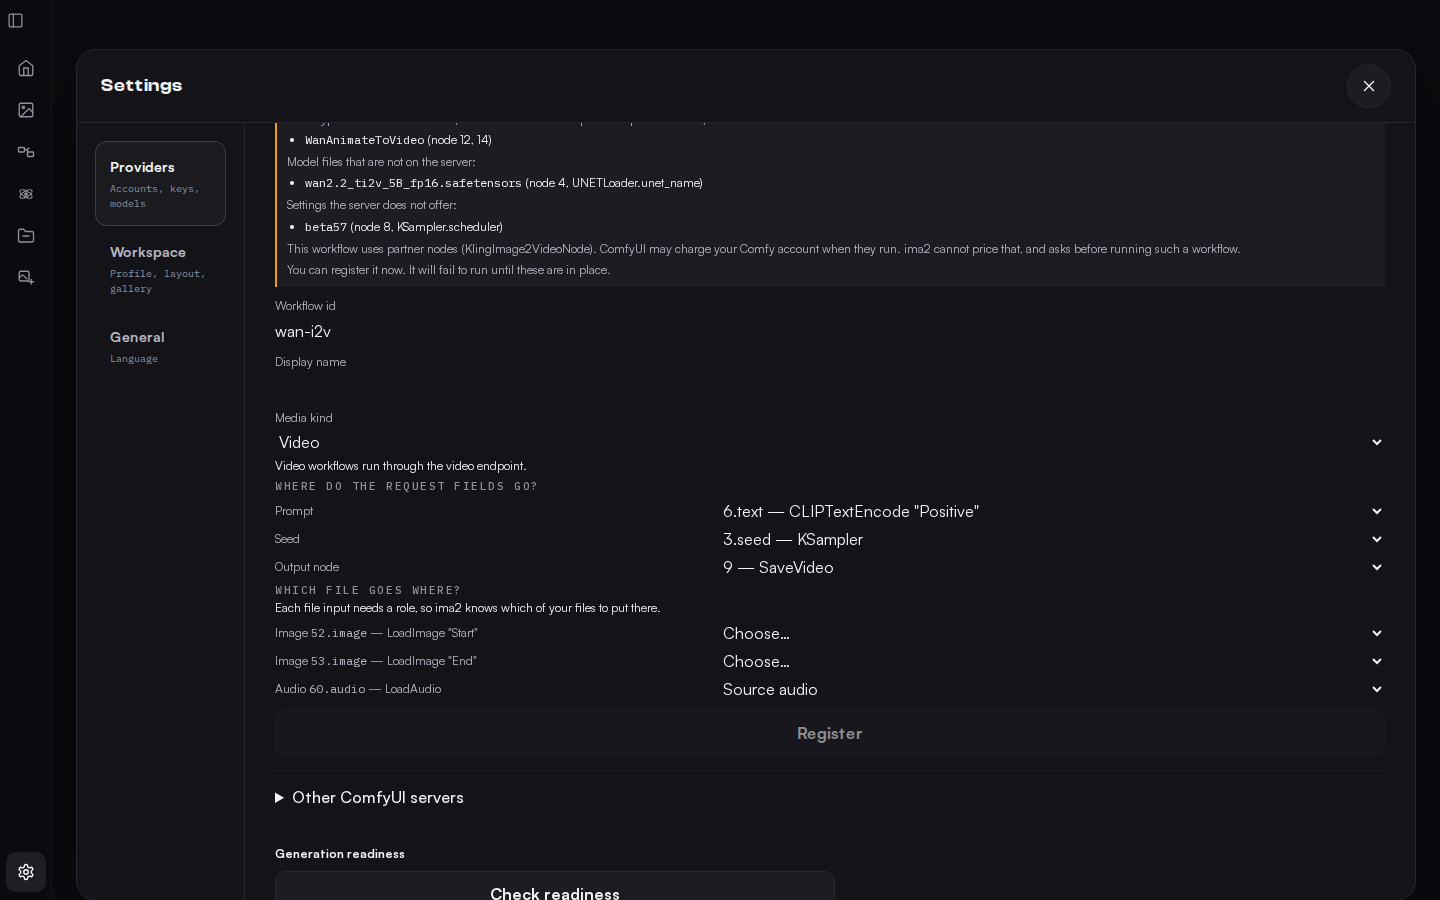 Settings
Providers
Accounts, keys,
models
Workspace
Profile, layout,
gallery
General
Language
• WanAnimateToVideo (node 12, 14)
Model files that are not on the server:
• wan2.2_ti2v_5B_fp16.safetensors (node 4, UNETLoader.unet_name)
Settings the server does not offer:
• beta57 (node 8, KSampler.scheduler)
This workflow uses partner nodes (KlingImage2VideoNode). ComfyUI may charge your Comfy account when they run. ima2 cannot price that, and asks before running such a workflow.
You can register it now. It will fail to run until these are in place.
Workflow id
wan-i2v
Display name
Media kind
Video
Video workflows run through the video endpoint.
WHERE DO THE REQUEST FIELDS GO?
Prompt 6.text — CLIPTextEncode "Positive"
Seed 3.seed — KSampler
Output node 9 — SaveVideo
WHICH FILE GOES WHERE?
Each file input needs a role, so ima2 knows which of your files to put there.
Image 52.image — LoadImage "Start" Choose...
Image 53.image — LoadImage "End" Choose...
Audio 60.audio — LoadAudio Source audio
Register
Other ComfyUI servers
Generation readiness
Check readiness